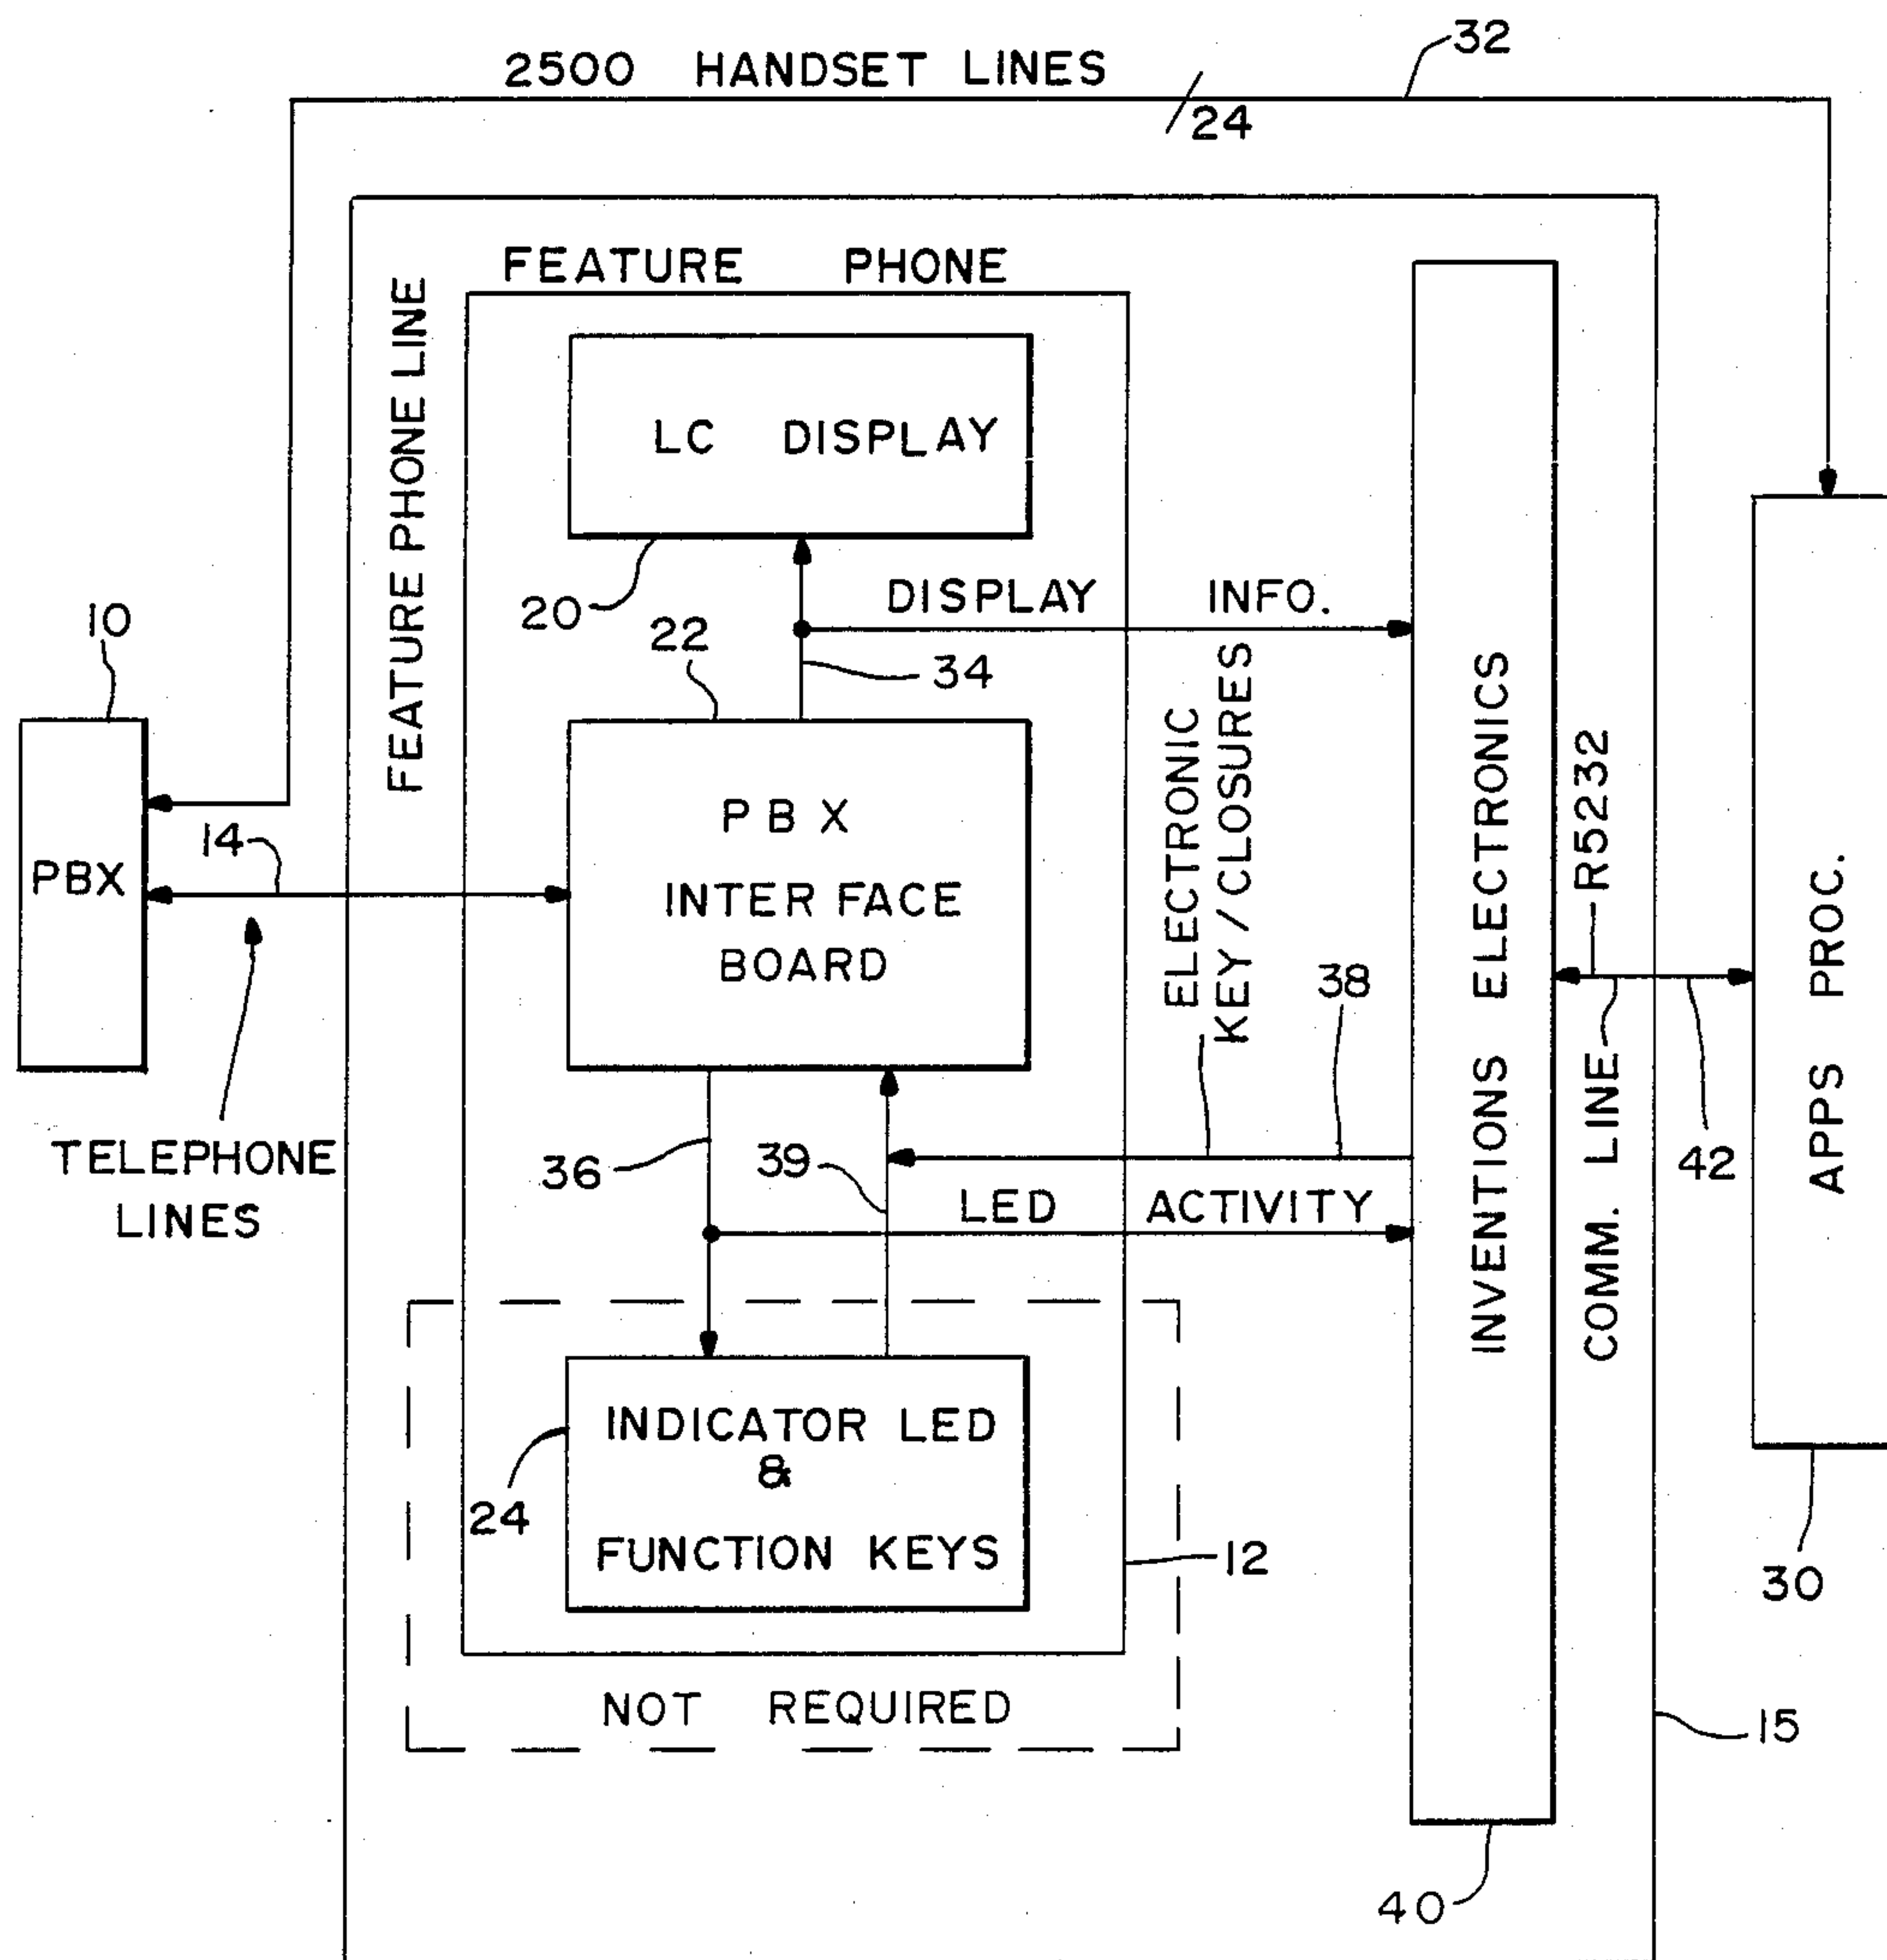 2500 HANDSET LINES
32
24
FEATURE PHONE
FEATURE PHONE LINE
LC DISPLAY
20
DISPLAY INFO.
22
34
10
PBX
14
TELEPHONE
LINES
PBX
INTER FACE
BOARD
ELECTRONIC
KEY/CLOSURES
38
INVENTIONS ELECTRONICS
R5232
COMM. LINE
42
APPS PROC.
30
36
39
LED ACTIVITY
INDICATOR LED
&
FUNCTION KEYS
24
12
NOT REQUIRED
15
40